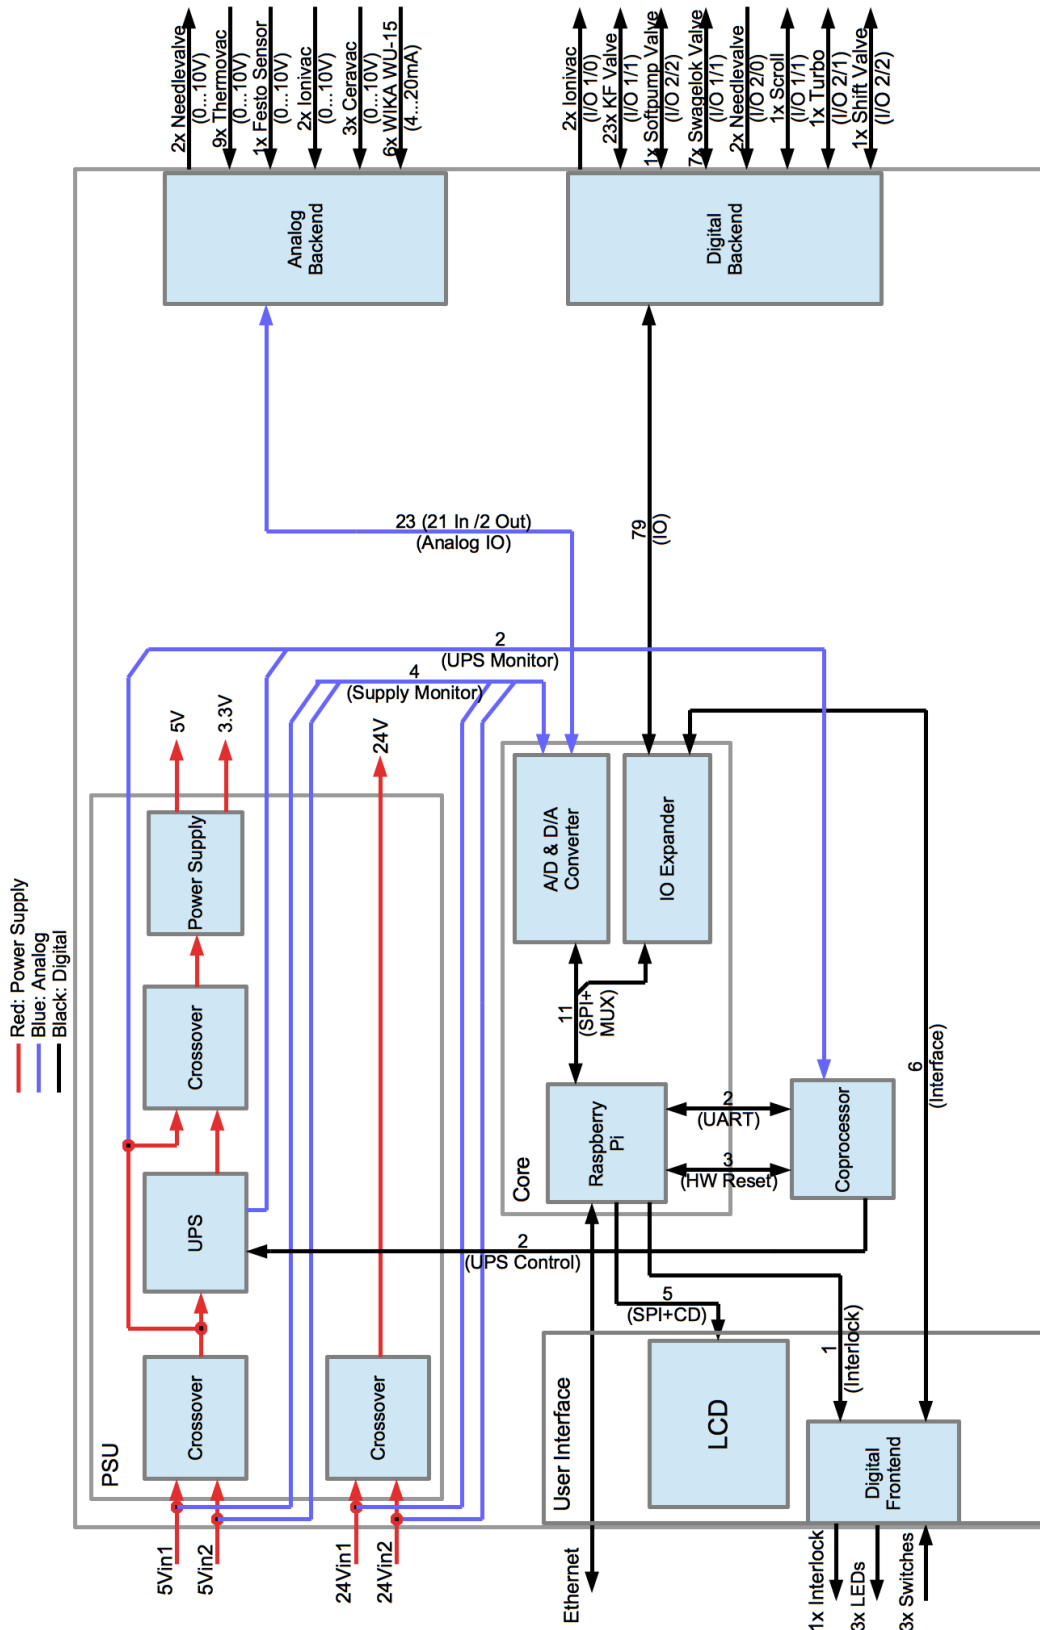 Red: Power Supply
Blue: Analog
Black: Digital
5Vin1
5Vin2
24Vin1
24Vin2
PSU
Crossover
UPS
Crossover
Power Supply
5V
3.3V
Crossover
24V
2
(UPS Monitor)
4
(Supply Monitor)
23 (21 In /2 Out)
(Analog IO)
79
(IO)
Analog
Backend
2x Needlevalve
(0...10V)
9x Thermovac
(0...10V)
1x Festo Sensor
(0...10V)
2x Ionivac
(0...10V)
3x Ceravac
(0...10V)
6x WIKA WU-15
(4...20mA)
Digital
Backend
2x Ionivac
(I/O 1/0)
23x KF Valve
(I/O 1/1)
1x Softpump Valve
(I/O 2/2)
7x Swagelok Valve
(I/O 1/1)
2x Needlevalve
(I/O 2/0)
1x Scroll
(I/O 1/1)
1x Turbo
(I/O 2/1)
1x Shift Valve
(I/O 2/2)
Core
A/D & D/A
Converter
IO Expander
11
(SPI+
MUX)
Raspberry
Pi
2
(UART)
3
(HW Reset)
Coprocessor
6
(Interface)
2
(UPS Control)
5
(SPI+CD)
1
(Interlock)
User Interface
LCD
Digital
Frontend
Ethernet
1x Interlock
3x LEDs
3x Switches